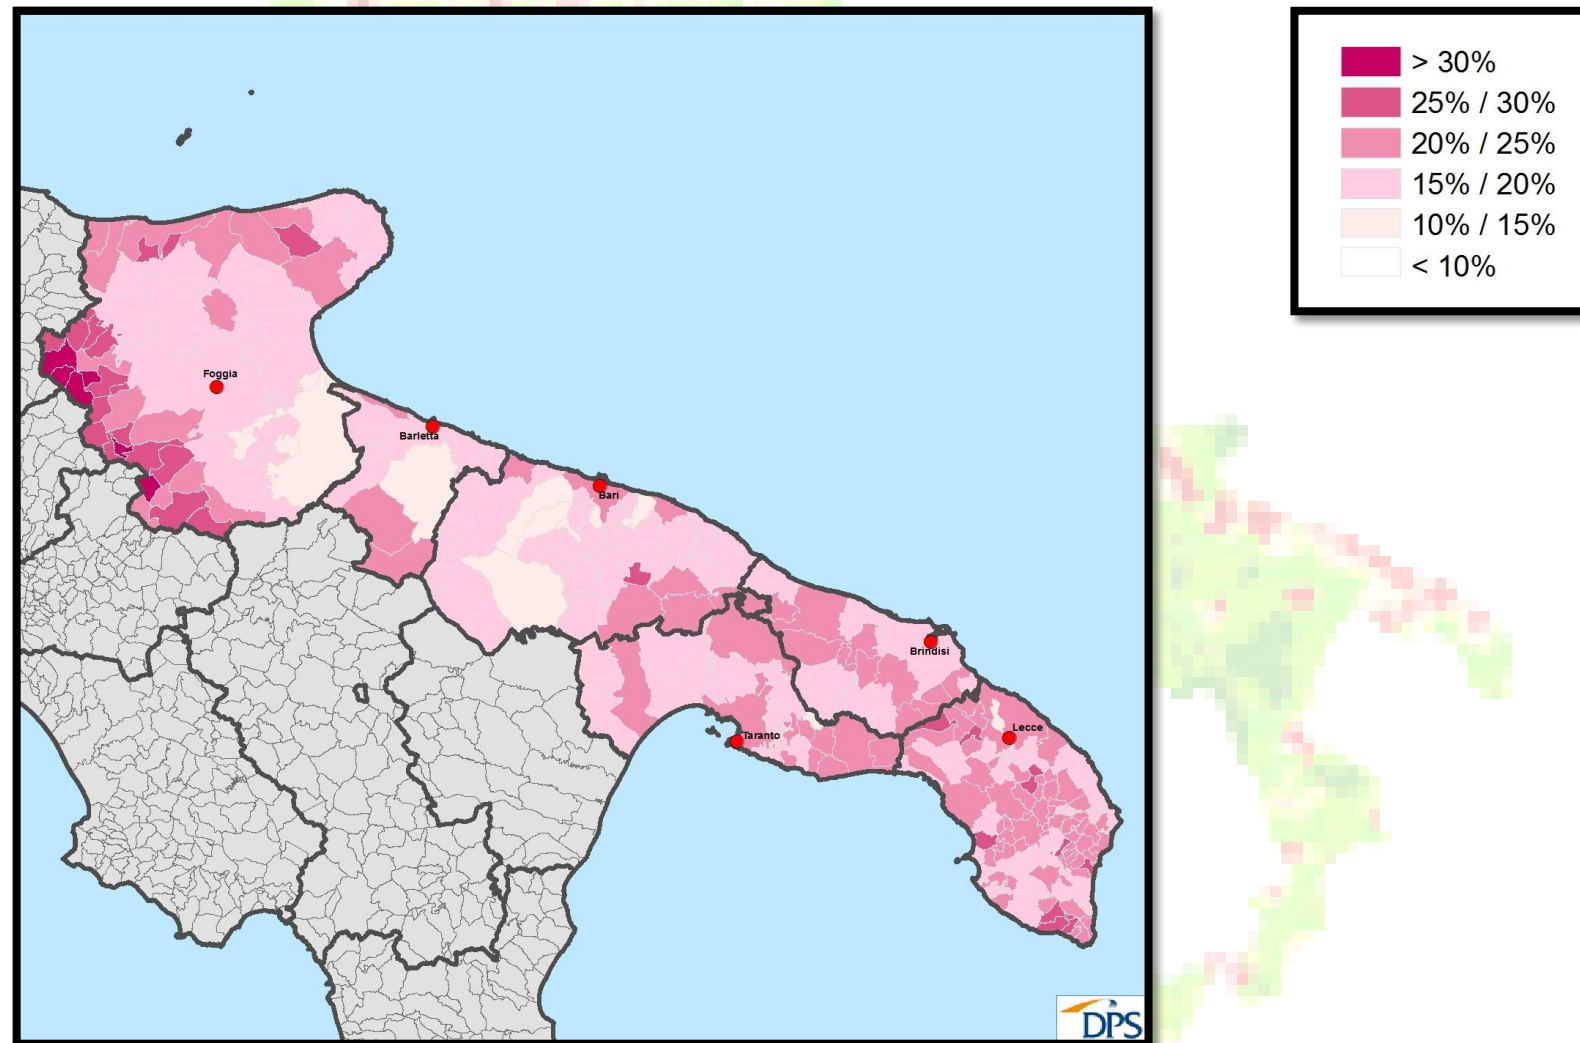 > 30%
25% / 30%
20% / 25%
15% / 20%
10% / 15%
< 10%
Foggia
Barletta
Bari
Brindisi
Lecce
Taranto
DPS